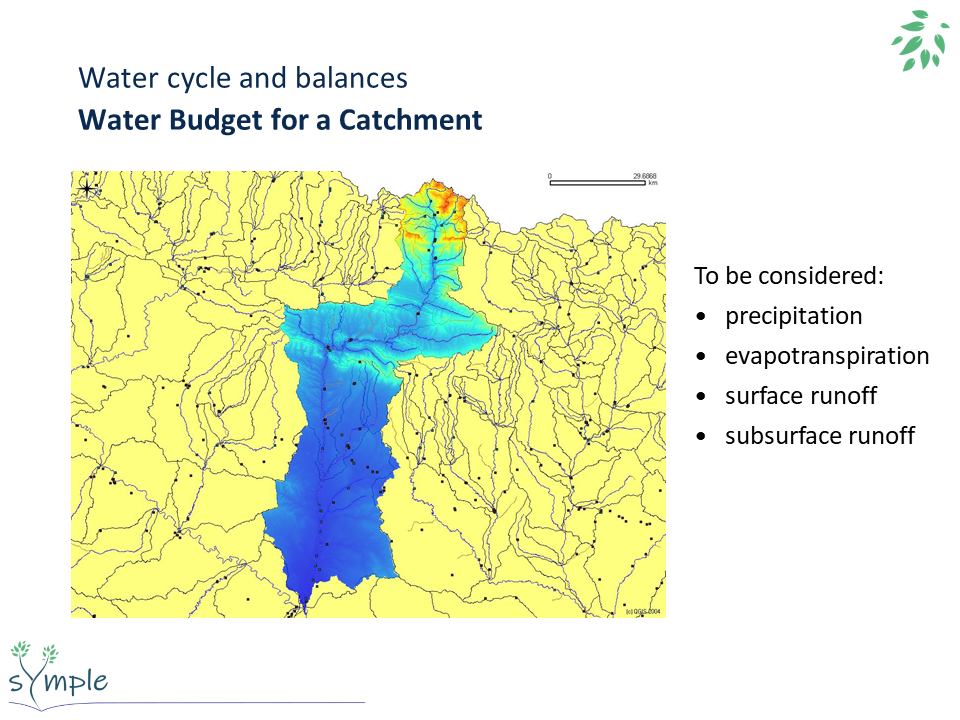 Water cycle and balances
Water Budget for a Catchment
0 29.6868
km
To be considered:
• precipitation
• evapotranspiration
• surface runoff
• subsurface runoff
(c) QGIS 2004
sYmple